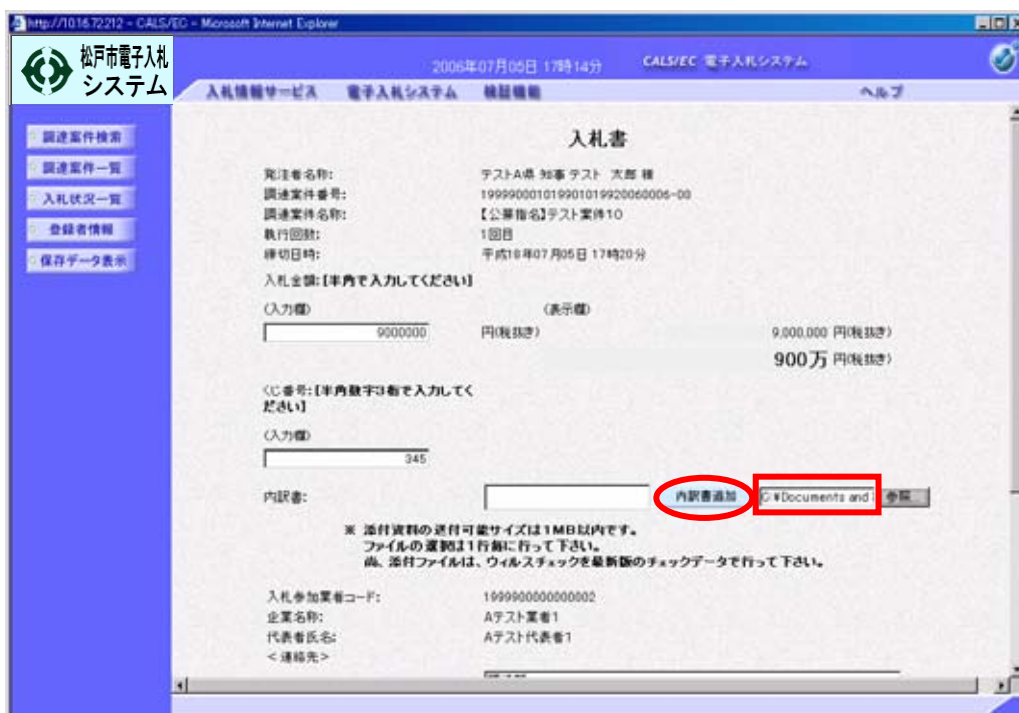 http://10.16.72.212 - CALS/EC - Microsoft Internet Explorer
松戸市電子入札
システム
2006年07月05日 17時14分
CALS/EC 電子入札システム
入札情報サービス 電子入札システム 検証機能 ヘルプ
調達案件検索
調達案件一覧
入札状況一覧
登録者情報
保存データ表示
入札書
発注者名称: テストA県 知事 テスト 太郎 様
調達案件番号: 199990001019901019920060006-00
調達案件名称: 【公募指名】テスト案件10
執行回数: 1回目
締切日時: 平成18年07月05日 17時20分
入札金額:【半角で入力してください】
(入力欄) (表示欄)
9000000 円(税抜き) 9,000,000 円(税抜き)
900万 円(税抜き)
くじ番号:【半角数字3桁で入力してく
ださい】
(入力欄)
345
内訳書: 内訳書追加 C:¥Documents and 参照...
※ 添付資料の送付可能サイズは1MB以内です。
ファイルの選択は1行毎に行って下さい。
尚、添付ファイルは、ウィルスチェックを最新版のチェックデータで行って下さい。
入札参加業者コード: 1999900000000002
企業名称: Aテスト業者1
代表者氏名: Aテスト代表者1
<連絡先>